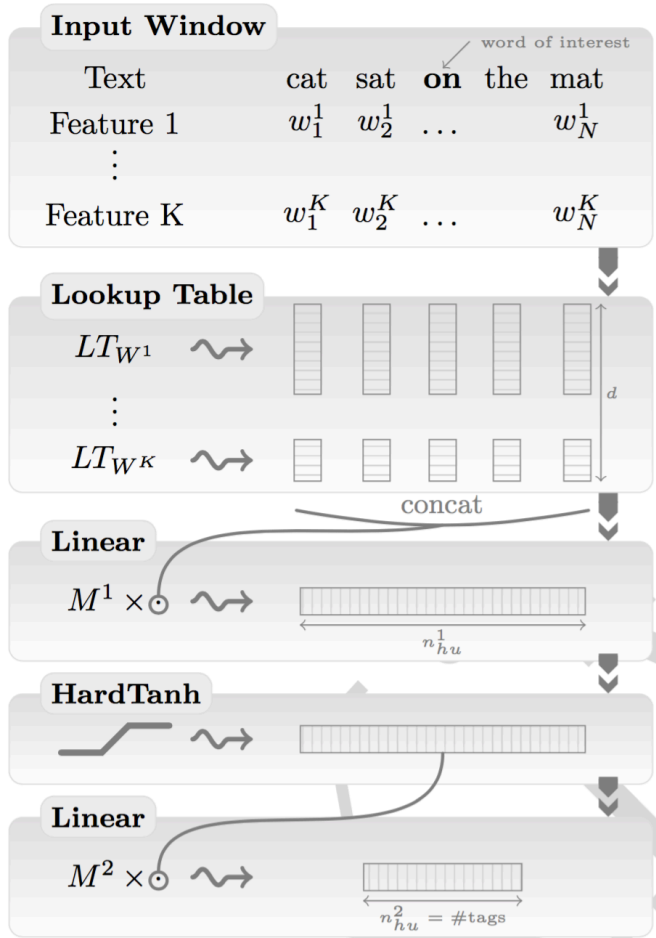 Input Window
word of interest
Text cat sat on the mat
Feature 1 w_1^1 w_2^1 ... w_N^1
⋮
Feature K w_1^K w_2^K ... w_N^K
Lookup Table
LT_{W^1}
d
⋮
LT_{W^K}
concat
Linear
M^1 × ⊙
n_{hu}^1
HardTanh
Linear
M^2 × ⊙
n_{hu}^2 = #tags